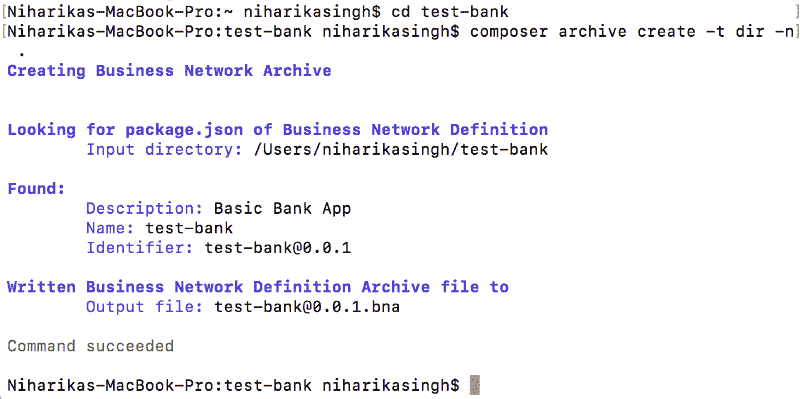 [Niharikas-MacBook-Pro:~ niharikasingh$ cd test-bank ]
[Niharikas-MacBook-Pro:test-bank niharikasingh$ composer archive create -t dir -n]
.
Creating Business Network Archive
Looking for package.json of Business Network Definition
Input directory: /Users/niharikasingh/test-bank
Found:
Description: Basic Bank App
Name: test-bank
Identifier: test-bank@0.0.1
Written Business Network Definition Archive file to
Output file: test-bank@0.0.1.bna
Command succeeded
Niharikas-MacBook-Pro:test-bank niharikasingh$